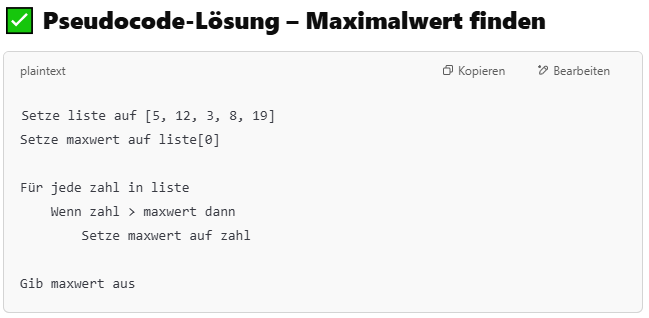 ✅ Pseudocode-Lösung – Maximalwert finden
plaintext Kopieren Bearbeiten
Setze liste auf [5, 12, 3, 8, 19]
Setze maxwert auf liste[0]
Für jede zahl in liste
    Wenn zahl > maxwert dann
        Setze maxwert auf zahl
Gib maxwert aus